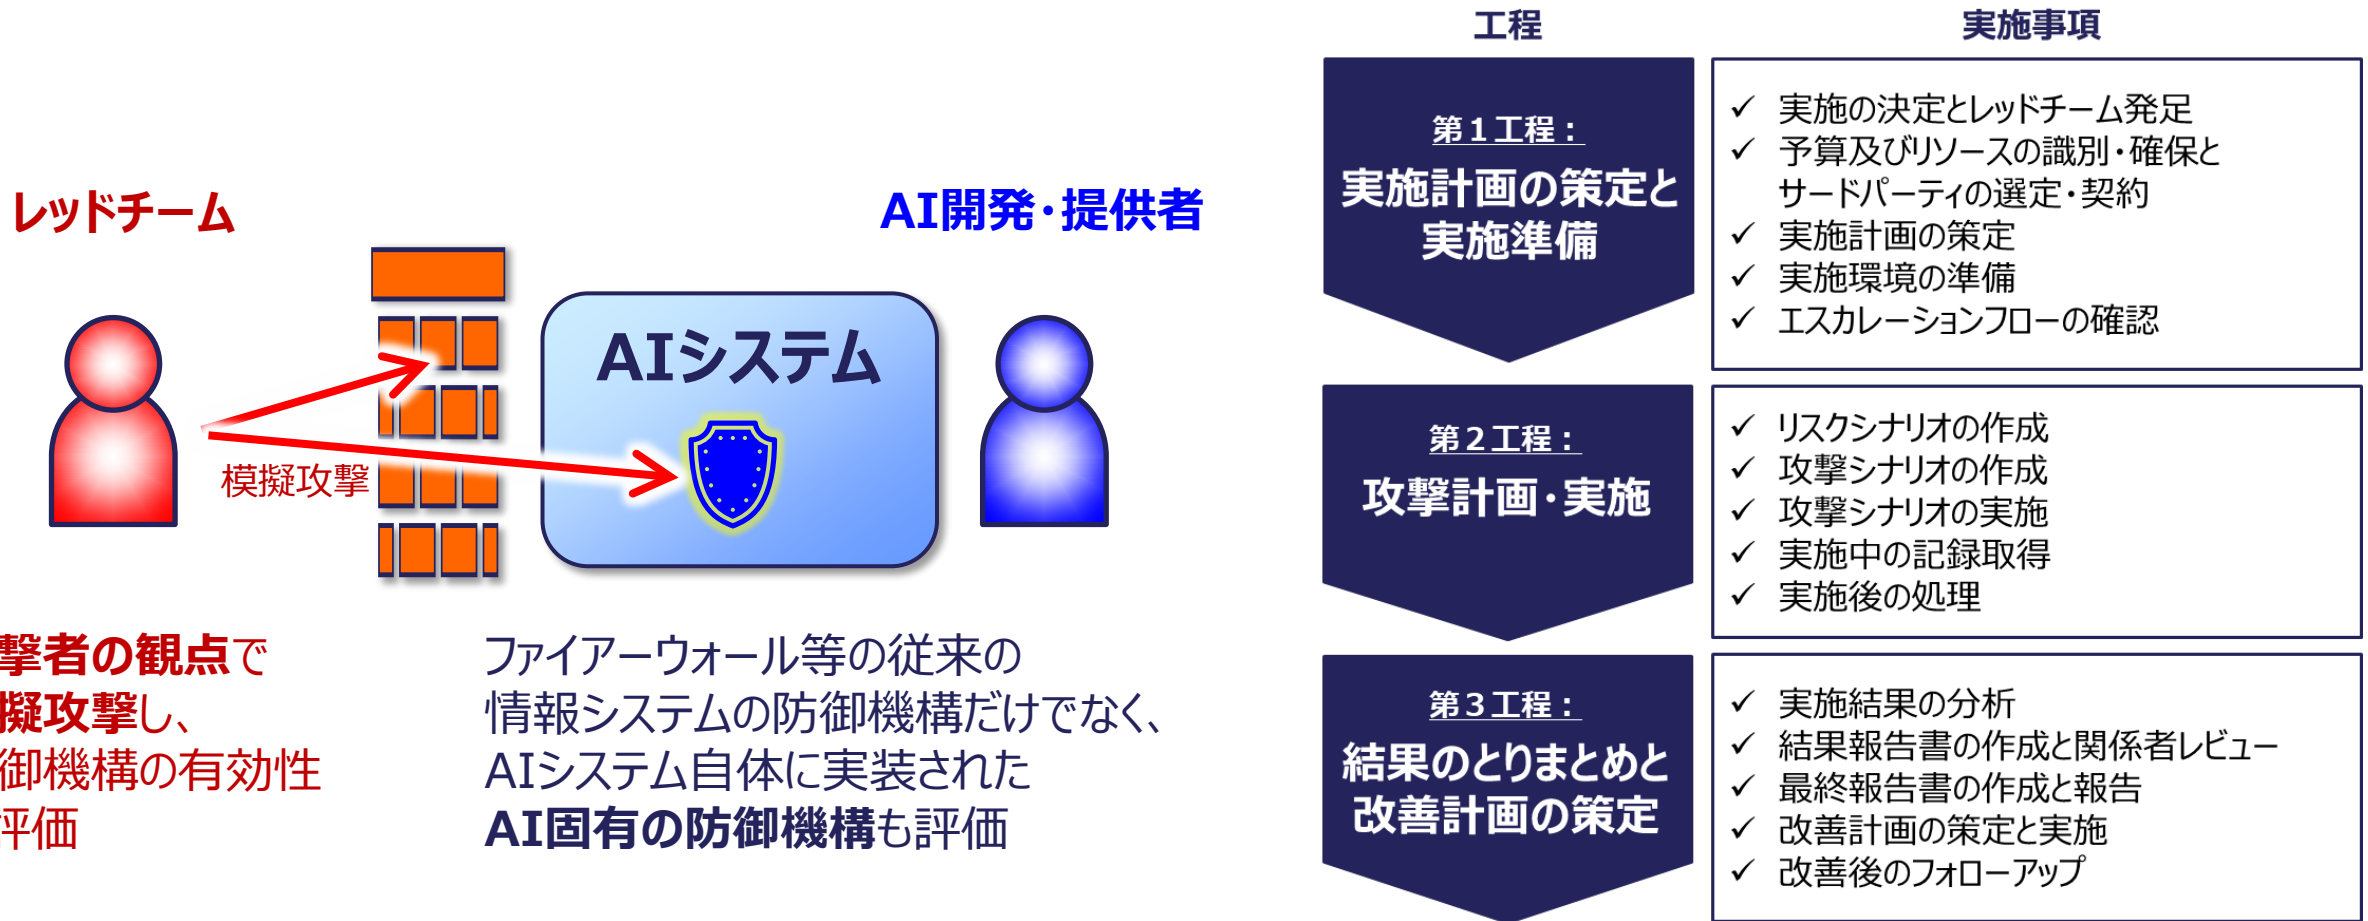 レッドチーム
AI開発・提供者
AIシステム
模擬攻撃
撃者の観点で
擬攻撃し、
御機構の有効性
評価
ファイアーウォール等の従来の
情報システムの防御機構だけでなく、
AIシステム自体に実装された
AI固有の防御機構も評価
工程
実施事項
第1工程：
実施計画の策定と
実施準備
✓ 実施の決定とレッドチーム発足
✓ 予算及びリソースの識別・確保と
サードパーティの選定・契約
✓ 実施計画の策定
✓ 実施環境の準備
✓ エスカレーションフローの確認
第2工程：
攻撃計画・実施
✓ リスクシナリオの作成
✓ 攻撃シナリオの作成
✓ 攻撃シナリオの実施
✓ 実施中の記録取得
✓ 実施後の処理
第3工程：
結果のとりまとめと
改善計画の策定
✓ 実施結果の分析
✓ 結果報告書の作成と関係者レビュー
✓ 最終報告書の作成と報告
✓ 改善計画の策定と実施
✓ 改善後のフォローアップ